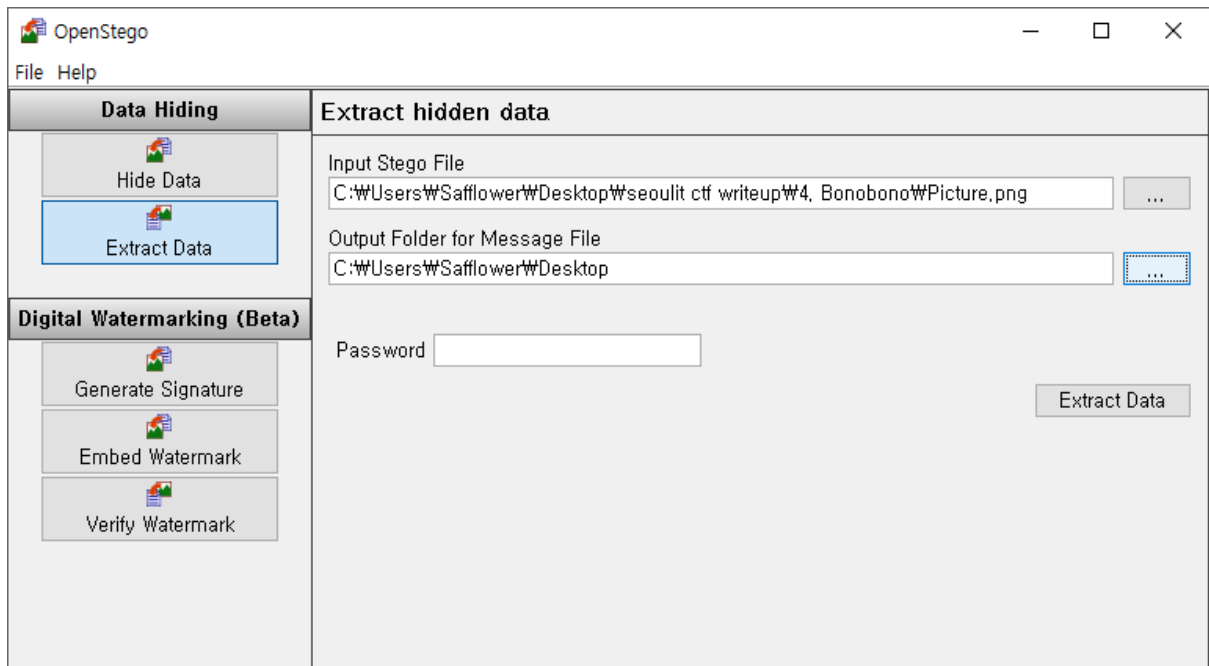 OpenStego
File Help
Data Hiding
Hide Data
Extract Data
Digital Watermarking (Beta)
Generate Signature
Embed Watermark
Verify Watermark
Extract hidden data
Input Stego File
C:₩Users₩Safflower₩Desktop₩seoulit ctf writeup₩4. Bonobono₩Picture.png
...
Output Folder for Message File
C:₩Users₩Safflower₩Desktop
...
Password
Extract Data